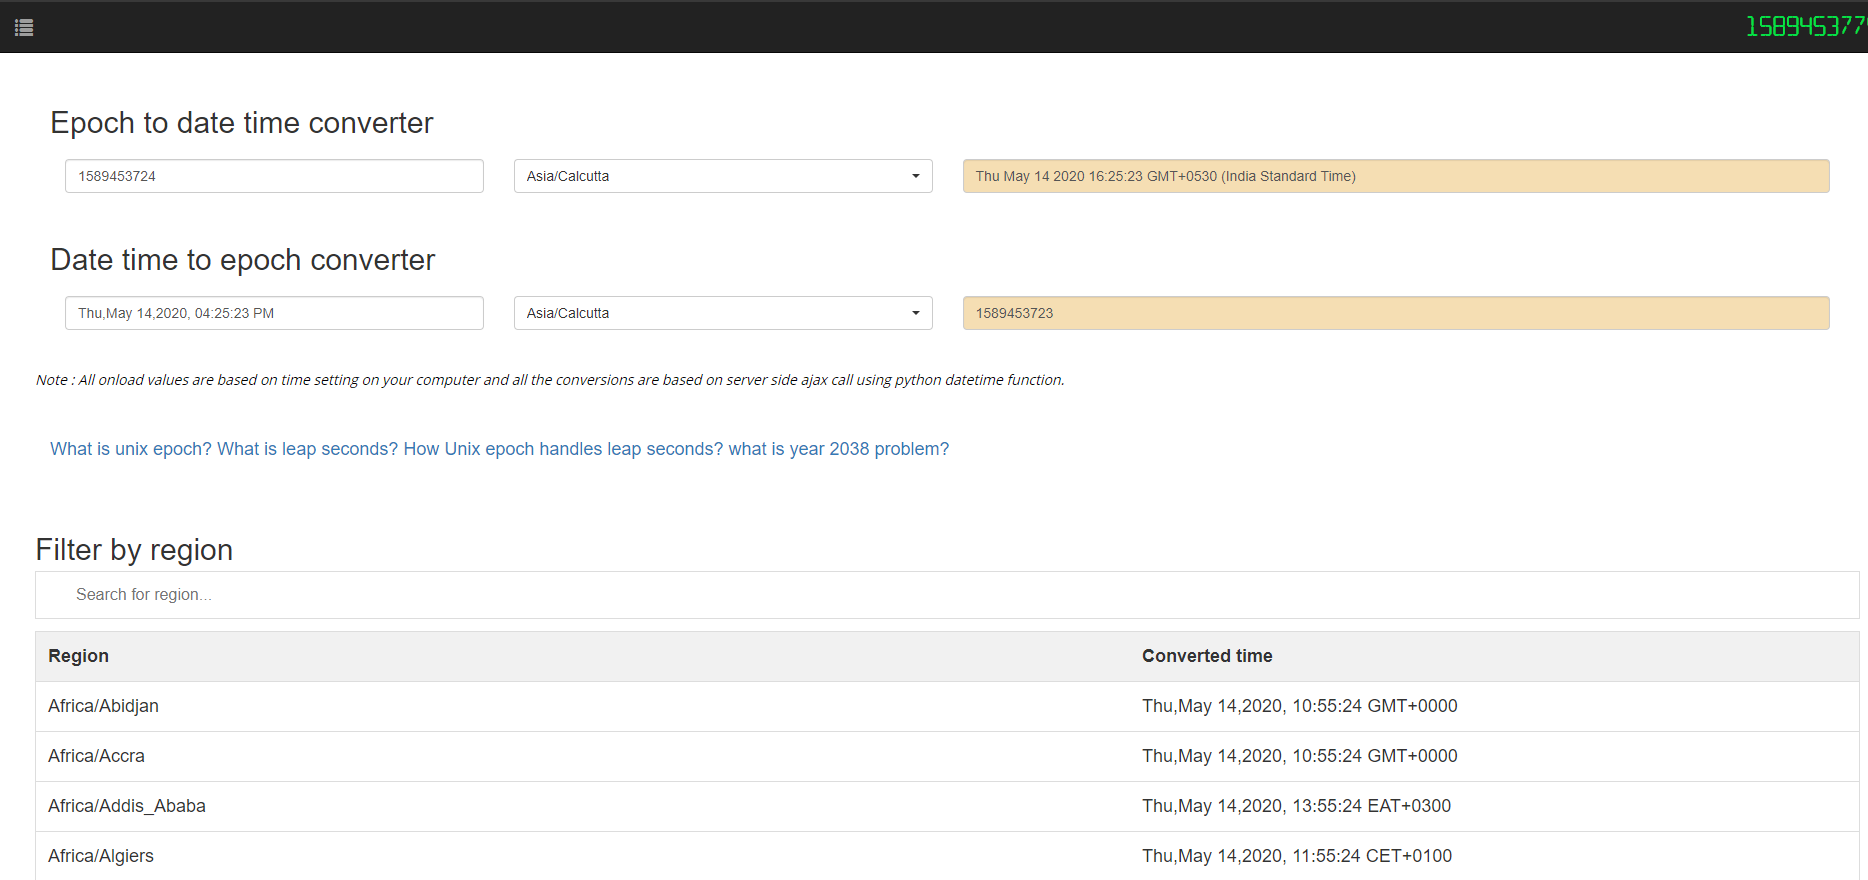 Epoch to date time converter
1589453724 Asia/Calcutta Thu May 14 2020 16:25:23 GMT+0530 (India Standard Time)
Date time to epoch converter
Thu,May 14,2020, 04:25:23 PM Asia/Calcutta 1589453723
Note : All onload values are based on time setting on your computer and all the conversions are based on server side ajax call using python datetime function.
What is unix epoch? What is leap seconds? How Unix epoch handles leap seconds? what is year 2038 problem?
Filter by region
Search for region...
Region Converted time
Africa/Abidjan Thu,May 14,2020, 10:55:24 GMT+0000
Africa/Accra Thu,May 14,2020, 10:55:24 GMT+0000
Africa/Addis_Ababa Thu,May 14,2020, 13:55:24 EAT+0300
Africa/Algiers Thu,May 14,2020, 11:55:24 CET+0100